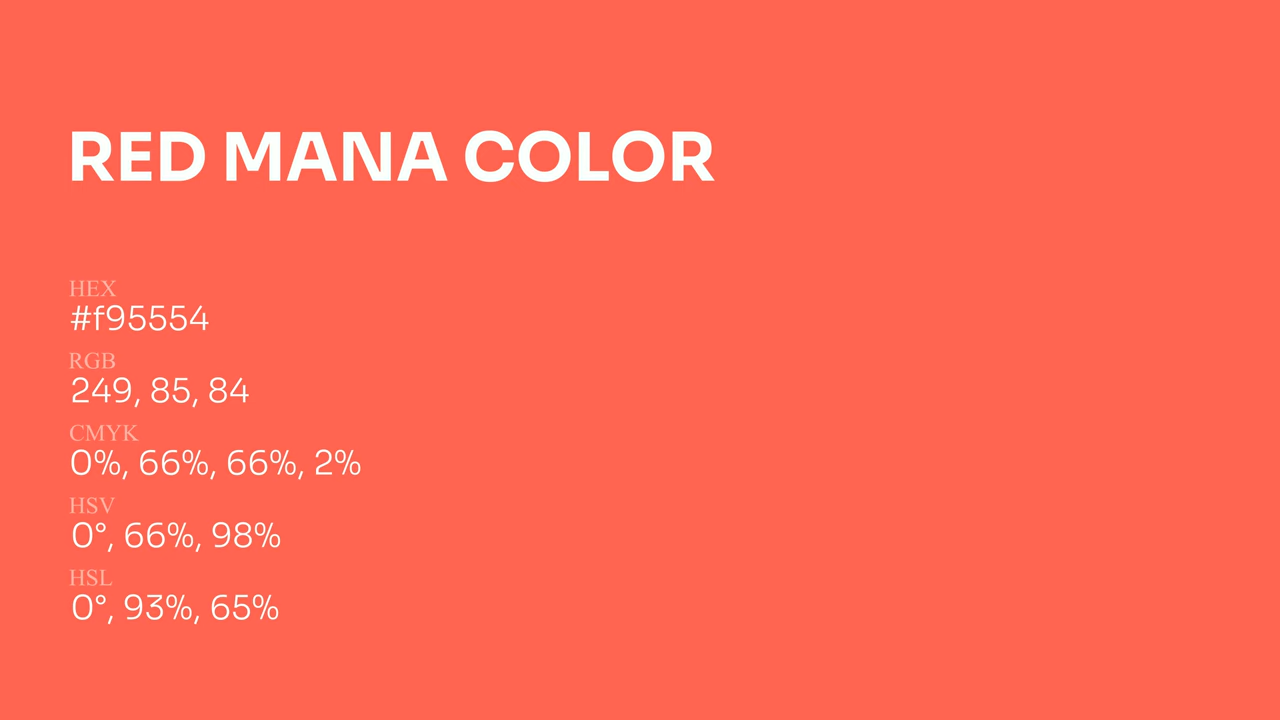 RED MANA COLOR
HEX
#f95554
RGB
249, 85, 84
CMYK
0%, 66%, 66%, 2%
HSV
0°, 66%, 98%
HSL
0°, 93%, 65%